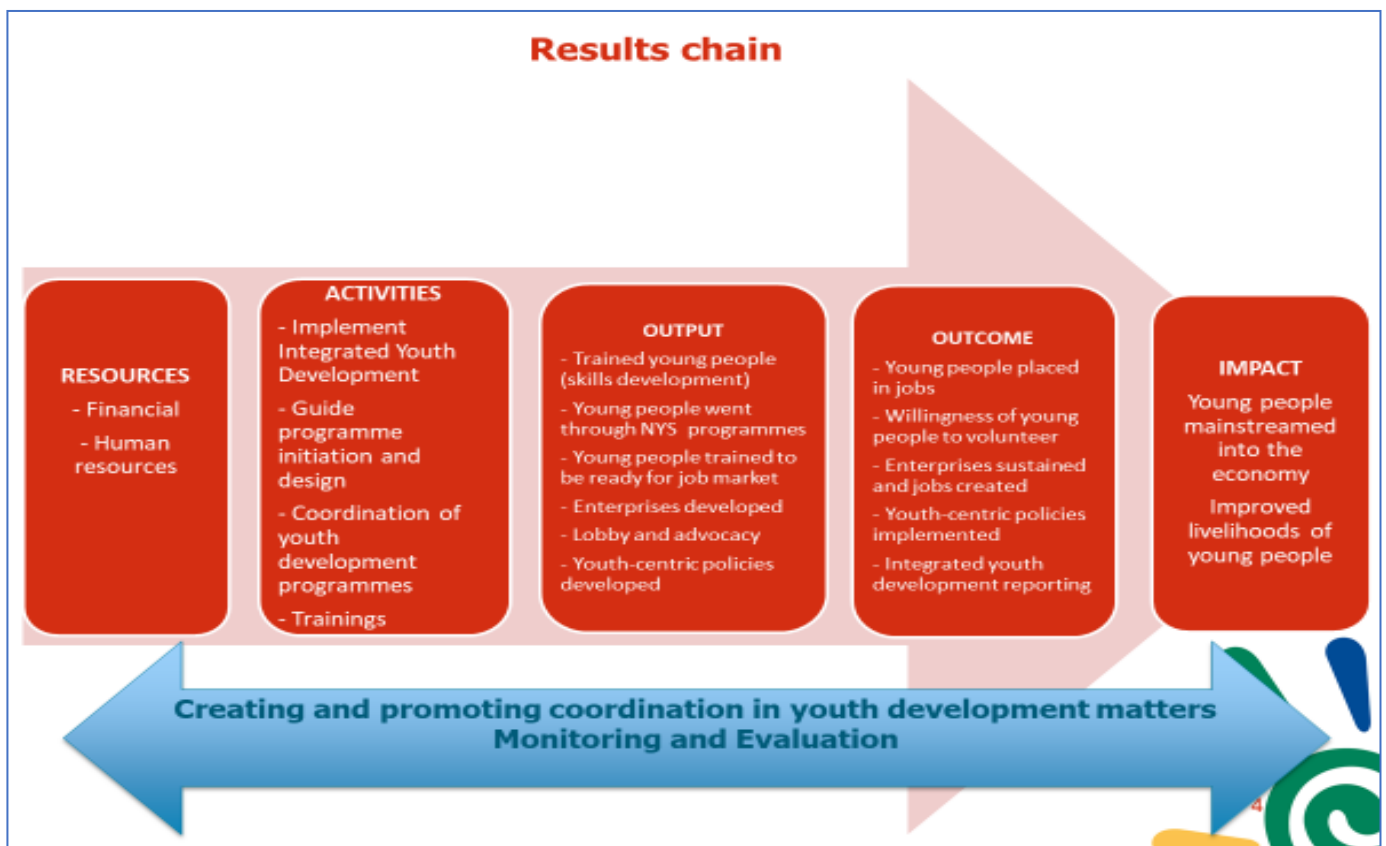 Results chain
RESOURCES
- Financial
- Human
resources
ACTIVITIES
- Implement
Integrated Youth
Development
- Guide
programme
initiation and
design
- Coordination of
youth
development
programmes
- Trainings
OUTPUT
- Trained young people
(skills development)
- Young people went
through NYS programmes
- Young people trained to
be ready for job market
- Enterprises developed
- Lobby and advocacy
- Youth-centric policies
developed
OUTCOME
- Young people placed
in jobs
- Willingness of young
people to volunteer
- Enterprises sustained
and jobs created
- Youth-centric policies
implemented
- Integrated youth
development reporting
IMPACT
Young people
mainstreamed
into the
economy
Improved
livelihoods of
young people
Creating and promoting coordination in youth development matters
Monitoring and Evaluation
4